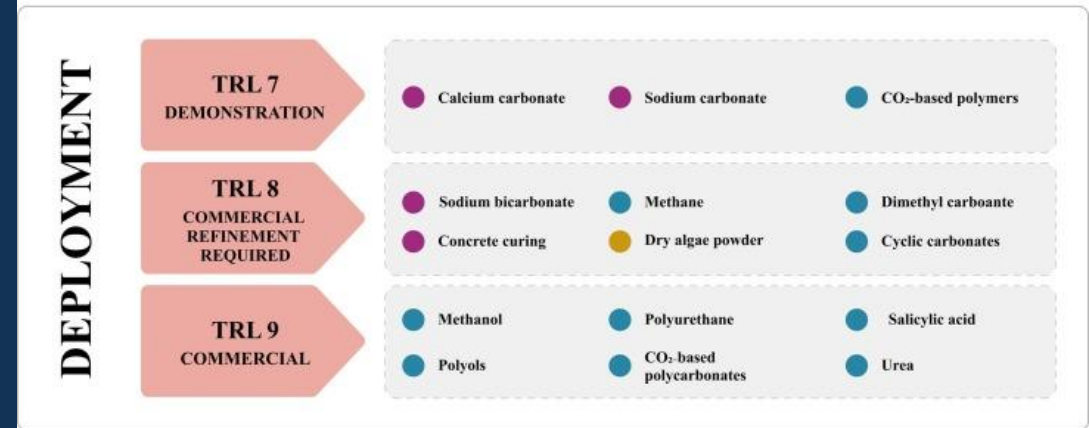 DEPLOYMENT
TRL 7
DEMONSTRATION
Calcium carbonate
Sodium carbonate
CO₂-based polymers
TRL 8
COMMERCIAL
REFINEMENT
REQUIRED
Sodium bicarbonate
Methane
Dimethyl carboante
Concrete curing
Dry algae powder
Cyclic carbonates
TRL 9
COMMERCIAL
Methanol
Polyurethane
Salicylic acid
Polyols
CO₂-based
polycarbonates
Urea